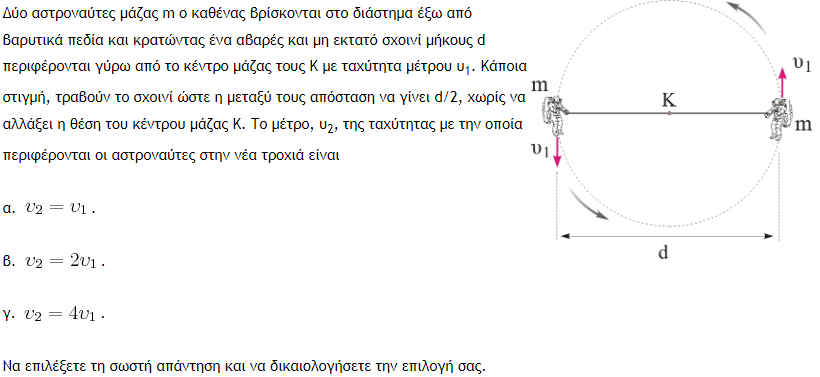 Δύο αστροναύτες μάζας m ο καθένας βρίσκονται στο διάστημα έξω από
βαρυτικά πεδία και κρατώντας ένα αβαρές και μη εκτατό σχοινί μήκους d
περιφέρονται γύρω από το κέντρο μάζας τους Κ με ταχύτητα μέτρου υ₁. Κάποια
στιγμή, τραβούν το σχοινί ώστε η μεταξύ τους απόσταση να γίνει d/2, χωρίς να
αλλάξει η θέση του κέντρου μάζας Κ. Το μέτρο, υ₂, της ταχύτητας με την οποία
περιφέρονται οι αστροναύτες στην νέα τροχιά είναι
α. υ₂ = υ₁ .
β. υ₂ = 2υ₁ .
γ. υ₂ = 4υ₁ .
Να επιλέξετε τη σωστή απάντηση και να δικαιολογήσετε την επιλογή σας.
υ₁
m
K
m
υ₁
d